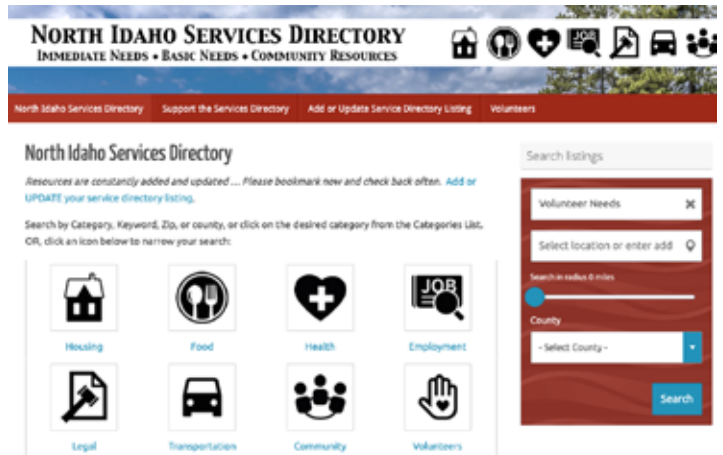 NORTH IDAHO SERVICES DIRECTORY
IMMEDIATE NEEDS • BASIC NEEDS • COMMUNITY RESOURCES
North Idaho Services Directory
Support the Services Directory
Add or Update Service Directory Listing
Volunteers
North Idaho Services Directory
Resources are constantly added and updated ... Please bookmark now and check back often. Add or
UPDATE your service directory listing.
Search by Category, Keyword, Zip, or county, or click on the desired category from the Categories List,
OR, click an icon below to narrow your search:
JOB
Housing
Food
Health
Employment
Legal
Transportation
Community
Volunteers
Search listings
Volunteer Needs
Select location or enter add
Search in radius 0 miles
County
- Select County -
Search